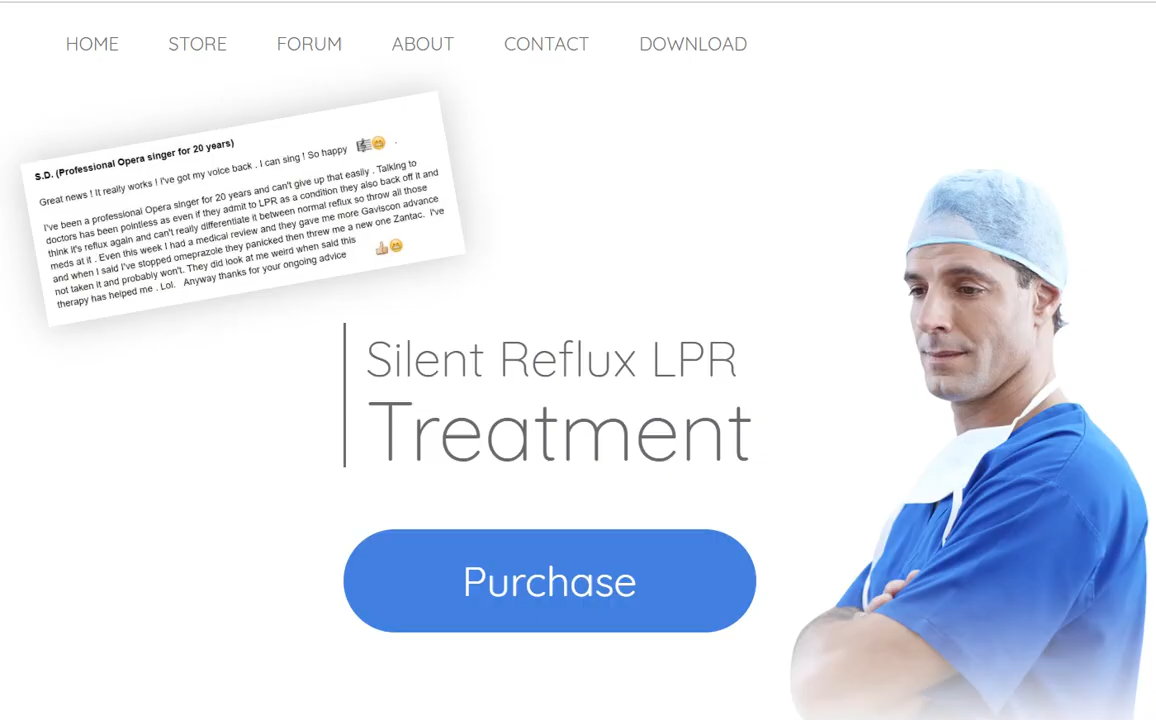 HOME STORE FORUM ABOUT CONTACT DOWNLOAD
S.D. (Professional Opera singer for 20 years)
Great news ! It really works ! I've got my voice back . I can sing ! So happy 🎼😁 .
I've been a professional Opera singer for 20 years and can't give up that easily . Talking to
doctors has been pointless as even if they admit to LPR as a condition they also back off it and
think it's reflux again and can't really differentiate it between normal reflux so throw all those
meds at it . Even this week I had a medical review and they gave me more Gaviscon advance
and when I said I've stopped omeprazole they panicked then threw me a new one Zantac. I've
not taken it and probably won't. They did look at me weird when said this 👍😁
therapy has helped me . Lol. Anyway thanks for your ongoing advice
Silent Reflux LPR
Treatment
Purchase